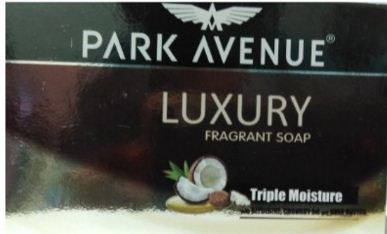 PARK AVENUE®
LUXURY
FRAGRANT SOAP
Triple Moisture